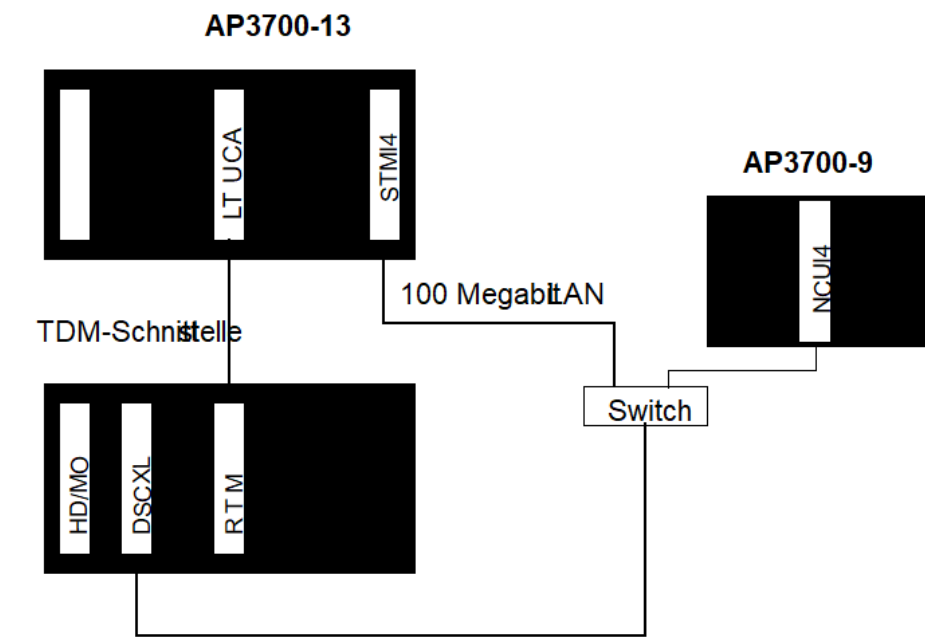 AP3700-13
LT UCA
STMI4
AP3700-9
NCUI4
100 Megabit LAN
TDM-Schnittstelle
Switch
HD/MO
DSCXL
RTM